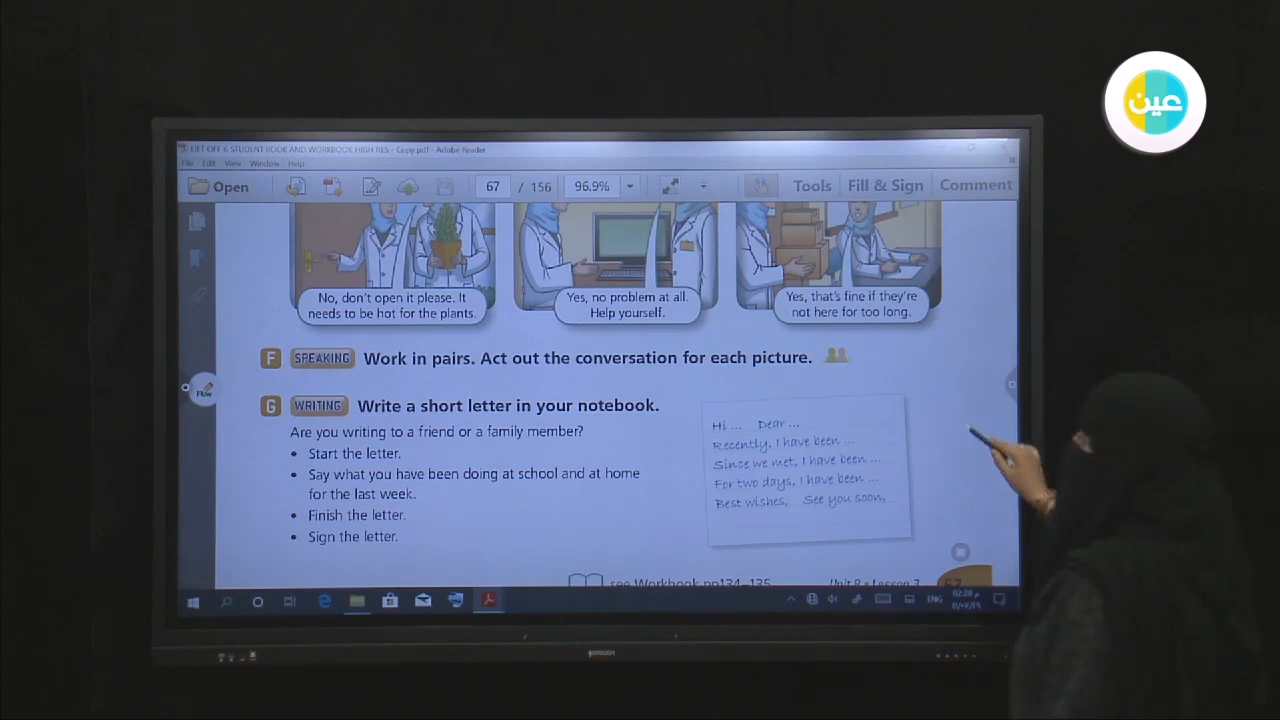 عين
LIFT OFF 6 STUDENT BOOK AND WORKBOOK HIGH RES - Copy.pdf - Adobe Reader
File Edit View Window Help
Open 67 / 156 96.9% Tools Fill & Sign Comment
No, don't open it please. It
needs to be hot for the plants.
Yes, no problem at all.
Help yourself.
Yes, that's fine if they're
not here for too long.
F SPEAKING Work in pairs. Act out the conversation for each picture.
Flow
G WRITING Write a short letter in your notebook.
Are you writing to a friend or a family member?
• Start the letter.
• Say what you have been doing at school and at home
for the last week.
• Finish the letter.
• Sign the letter.
Hi ... Dear ...
Recently, I have been ...
Since we met, I have been ...
For two days, I have been ...
Best wishes, See you soon,
see Workbook pp134–135
Unit 8 • Lesson 3 67
ENG